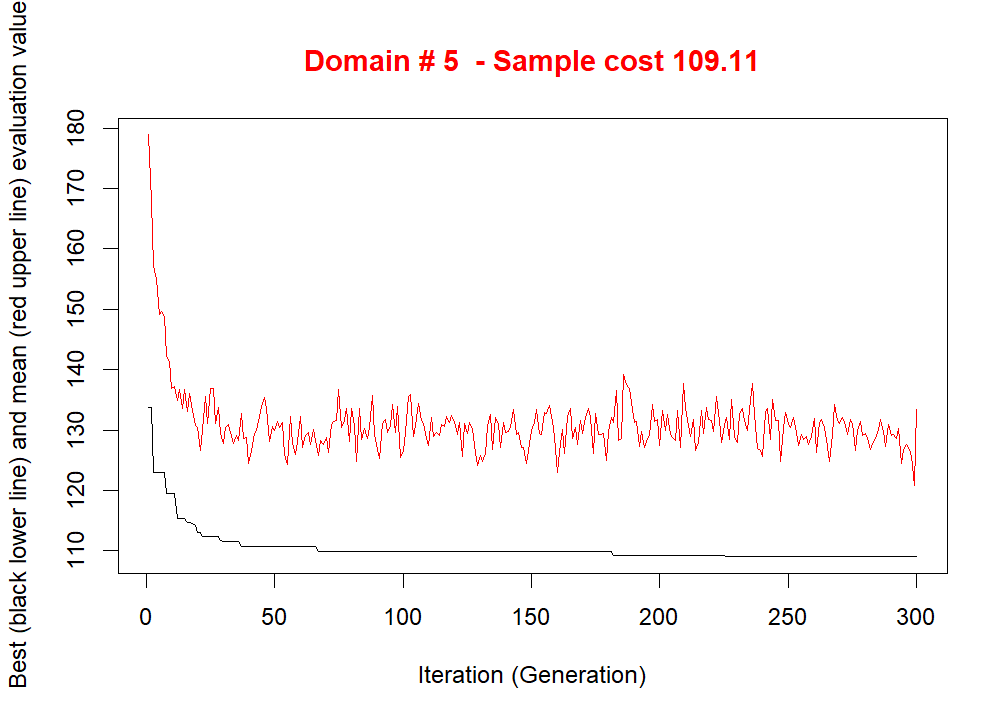 Domain # 5  - Sample cost 109.11
Best (black lower line) and mean (red upper line) evaluation value
180
170
160
150
140
130
120
110
0 50 100 150 200 250 300
Iteration (Generation)